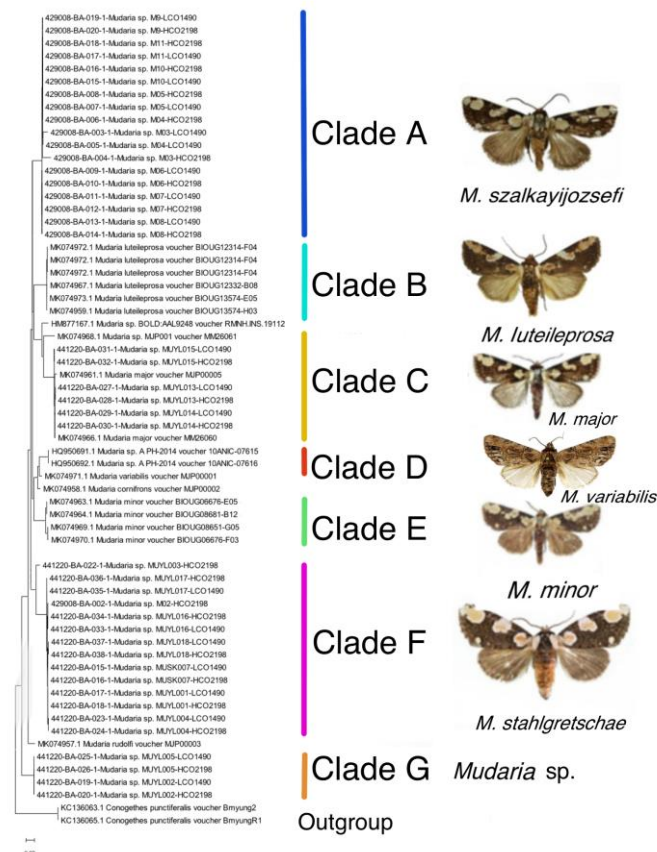 429008-BA-019-1-Mudaria sp. M9-LCO1490
429008-BA-020-1-Mudaria sp. M9-HCO2198
429008-BA-018-1-Mudaria sp. M11-HCO2198
429008-BA-017-1-Mudaria sp. M11-LCO1490
429008-BA-016-1-Mudaria sp. M10-HCO2198
429008-BA-015-1-Mudaria sp. M10-LCO1490
429008-BA-008-1-Mudaria sp. M05-HCO2198
429008-BA-007-1-Mudaria sp. M05-LCO1490
429008-BA-006-1-Mudaria sp. M04-HCO2198
429008-BA-003-1-Mudaria sp. M03-LCO1490
429008-BA-005-1-Mudaria sp. M04-LCO1490
429008-BA-004-1-Mudaria sp. M03-HCO2198
429008-BA-009-1-Mudaria sp. M06-LCO1490
429008-BA-010-1-Mudaria sp. M06-HCO2198
429008-BA-011-1-Mudaria sp. M07-LCO1490
429008-BA-012-1-Mudaria sp. M07-HCO2198
429008-BA-013-1-Mudaria sp. M08-LCO1490
429008-BA-014-1-Mudaria sp. M08-HCO2198
Clade A
M. szalkayijozsefi
MK074972.1 Mudaria luteileprosa voucher BIOUG12314-F04
MK074972.1 Mudaria luteileprosa voucher BIOUG12314-F04
MK074972.1 Mudaria luteileprosa voucher BIOUG12314-F04
MK074967.1 Mudaria luteileprosa voucher BIOUG12332-B08
MK074973.1 Mudaria luteileprosa voucher BIOUG13574-E05
MK074959.1 Mudaria luteileprosa voucher BIOUG13574-H03
Clade B
M. luteileprosa
HM877167.1 Mudaria sp. BOLD:AAL9248 voucher RMNH.INS.19112
MK074968.1 Mudaria sp. MJP001 voucher MM26061
441220-BA-031-1-Mudaria sp. MUYL015-LCO1490
441220-BA-032-1-Mudaria sp. MUYL015-HCO2198
MK074961.1 Mudaria major voucher MJP00005
441220-BA-027-1-Mudaria sp. MUYL013-LCO1490
441220-BA-028-1-Mudaria sp. MUYL013-HCO2198
441220-BA-029-1-Mudaria sp. MUYL014-LCO1490
441220-BA-030-1-Mudaria sp. MUYL014-HCO2198
MK074966.1 Mudaria major voucher MM26060
Clade C
M. major
HQ950691.1 Mudaria sp. A PH-2014 voucher 10ANIC-07615
HQ950692.1 Mudaria sp. A PH-2014 voucher 10ANIC-07616
MK074971.1 Mudaria variabilis voucher MJP00001
MK074958.1 Mudaria cornifrons voucher MJP00002
Clade D
M. variabilis
MK074963.1 Mudaria minor voucher BIOUG06676-E05
MK074964.1 Mudaria minor voucher BIOUG08681-B12
MK074969.1 Mudaria minor voucher BIOUG08651-G05
MK074970.1 Mudaria minor voucher BIOUG06676-F03
Clade E
M. minor
441220-BA-022-1-Mudaria sp. MUYL003-HCO2198
441220-BA-036-1-Mudaria sp. MUYL017-HCO2198
441220-BA-035-1-Mudaria sp. MUYL017-LCO1490
429008-BA-002-1-Mudaria sp. M02-HCO2198
441220-BA-034-1-Mudaria sp. MUYL016-HCO2198
441220-BA-033-1-Mudaria sp. MUYL016-LCO1490
441220-BA-037-1-Mudaria sp. MUYL018-LCO1490
441220-BA-038-1-Mudaria sp. MUYL018-HCO2198
441220-BA-015-1-Mudaria sp. MUSK007-LCO1490
441220-BA-016-1-Mudaria sp. MUSK007-HCO2198
441220-BA-017-1-Mudaria sp. MUYL001-LCO1490
441220-BA-018-1-Mudaria sp. MUYL001-HCO2198
441220-BA-023-1-Mudaria sp. MUYL004-LCO1490
441220-BA-024-1-Mudaria sp. MUYL004-HCO2198
Clade F
M. stahlgretschae
MK074957.1 Mudaria rudolfi voucher MJP00003
441220-BA-025-1-Mudaria sp. MUYL005-LCO1490
441220-BA-026-1-Mudaria sp. MUYL005-HCO2198
441220-BA-019-1-Mudaria sp. MUYL002-LCO1490
441220-BA-020-1-Mudaria sp. MUYL002-HCO2198
Clade G
Mudaria sp.
KC136063.1 Conogethes punctiferalis voucher Bmyung2
KC136065.1 Conogethes punctiferalis voucher BmyungR1
Outgroup